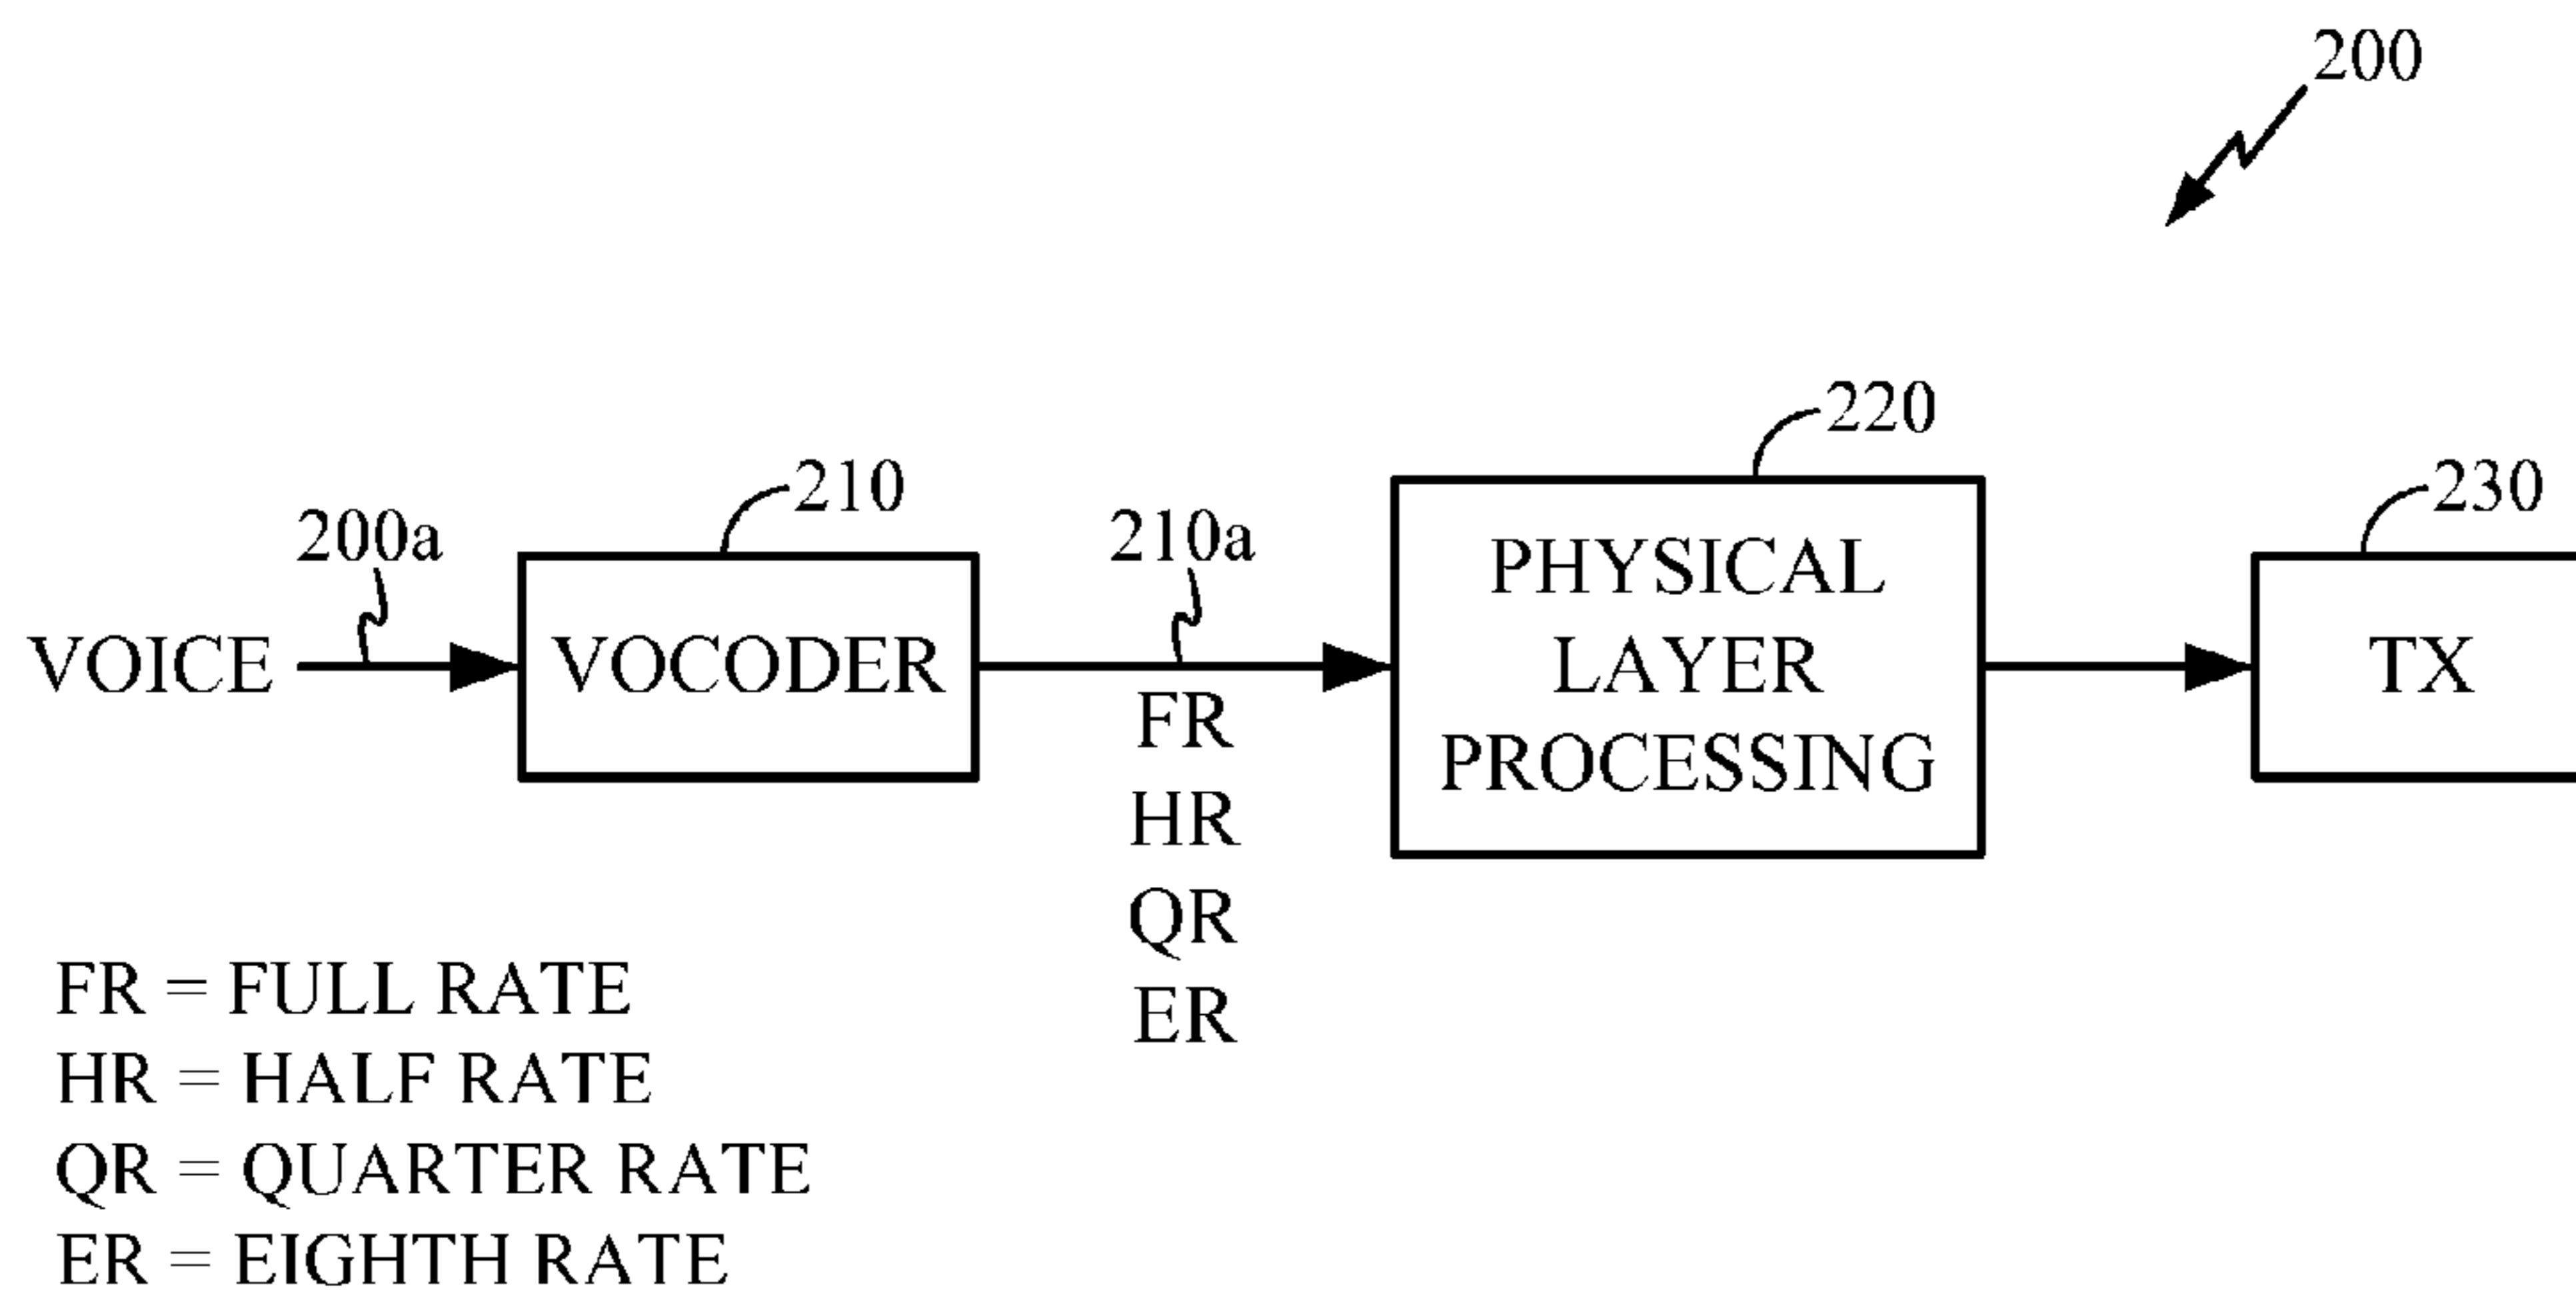 200
220
210
230
200a
210a
VOICE
VOCODER
PHYSICAL
LAYER
PROCESSING
TX
FR
HR
QR
ER
FR = FULL RATE
HR = HALF RATE
QR = QUARTER RATE
ER = EIGHTH RATE